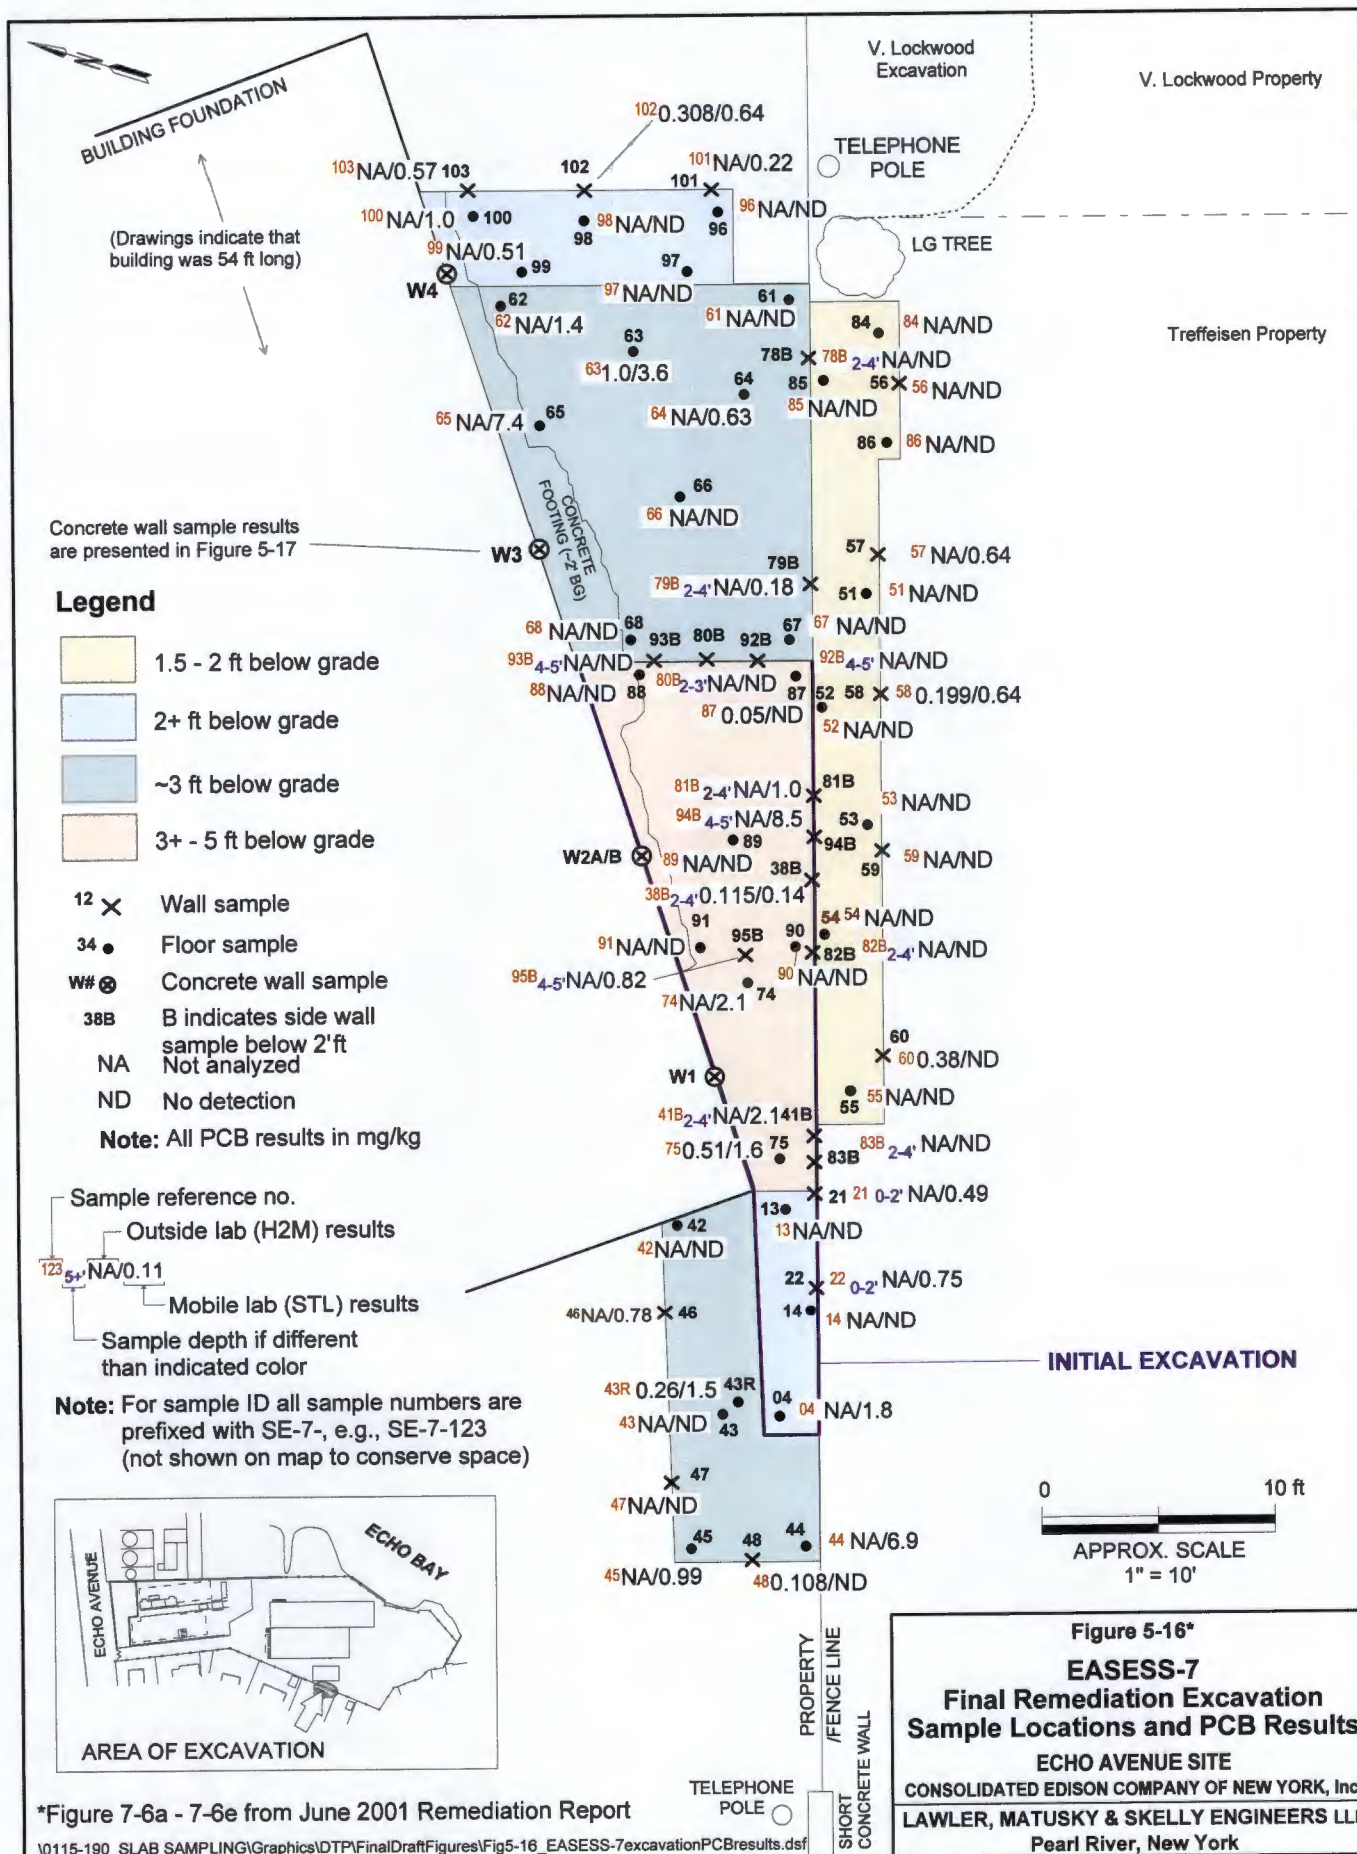 V. Lockwood
Excavation
V. Lockwood Property
N
BUILDING FOUNDATION
(Drawings indicate that
building was 54 ft long)
102 0.308/0.64
TELEPHONE
POLE
103 NA/0.57
103
102
101 NA/0.22
101
100 NA/1.0
100
98
98 NA/ND
96
96 NA/ND
LG TREE
99 NA/0.51
99
97
97 NA/ND
W4
62
62 NA/1.4
61
61 NA/ND
84
84 NA/ND
Treffeisen Property
63
63 1.0/3.6
78B
78B 2-4' NA/ND
64
64 NA/0.63
85
85 NA/ND
56
56 NA/ND
65 NA/7.4
65
86
86 NA/ND
66
66 NA/ND
CONCRETE
FOOTING (~2' BG)
Concrete wall sample results
are presented in Figure 5-17
W3
57
57 NA/0.64
79B
79B 2-4' NA/0.18
51
51 NA/ND
68 NA/ND
68
93B
80B
92B
67
67 NA/ND
93B 4-5' NA/ND
92B 4-5' NA/ND
88 NA/ND
88
80B 2-3' NA/ND
87
87 0.05/ND
52
52 NA/ND
58
58 0.199/0.64
Legend
1.5 - 2 ft below grade
2+ ft below grade
~3 ft below grade
3+ - 5 ft below grade
12
Wall sample
34
Floor sample
W#
Concrete wall sample
38B
B indicates side wall
sample below 2'ft
NA
Not analyzed
ND
No detection
Note: All PCB results in mg/kg
81B 2-4' NA/1.0
81B
53 NA/ND
94B 4-5' NA/8.5
53
94B
89
89 NA/ND
W2A/B
38B
59
59 NA/ND
38B 2-4' 0.115/0.14
91
91 NA/ND
95B
90
54
54 NA/ND
82B
82B 2-4' NA/ND
95B 4-5' NA/0.82
90 NA/ND
74 NA/2.1
74
60
60 0.38/ND
W1
55
55 NA/ND
41B 2-4' NA/2.1
41B
75 0.51/1.6
75
83B
83B 2-4' NA/ND
21
21 0-2' NA/0.49
Sample reference no.
Outside lab (H2M) results
123 5+' NA/0.11
Mobile lab (STL) results
Sample depth if different
than indicated color
Note: For sample ID all sample numbers are
prefixed with SE-7-, e.g., SE-7-123
(not shown on map to conserve space)
13
13 NA/ND
42
42 NA/ND
22
22 0-2' NA/0.75
46 NA/0.78
46
14
14 NA/ND
INITIAL EXCAVATION
43R 0.26/1.5
43R
04
04 NA/1.8
43 NA/ND
43
47
47 NA/ND
45
48
44
44 NA/6.9
45 NA/0.99
48 0.108/ND
0
10 ft
APPROX. SCALE
1" = 10'
ECHO AVENUE
ECHO BAY
AREA OF EXCAVATION
PROPERTY
/FENCE LINE
SHORT
CONCRETE WALL
TELEPHONE
POLE
Figure 5-16*
EASESS-7
Final Remediation Excavation
Sample Locations and PCB Results
ECHO AVENUE SITE
CONSOLIDATED EDISON COMPANY OF NEW YORK, Inc
LAWLER, MATUSKY & SKELLY ENGINEERS LL
Pearl River, New York
*Figure 7-6a - 7-6e from June 2001 Remediation Report
\0115-190 SLAB SAMPLING\Graphics\DTP\FinalDraftFigures\Fig5-16_EASESS-7excavationPCBresults.dsf